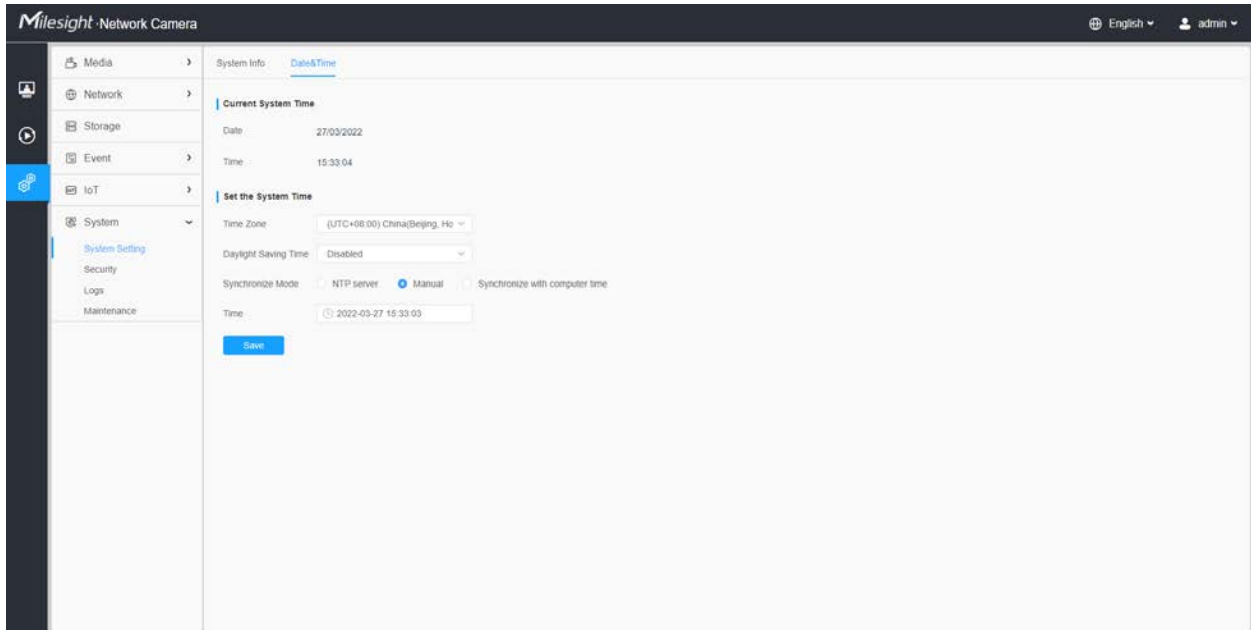 Milesight · Network Camera
English
admin
Media
Network
Storage
Event
IoT
System
System Setting
Security
Logs
Maintenance
System Info Date&Time
Current System Time
Date 27/03/2022
Time 15:33:04
Set the System Time
Time Zone (UTC+08:00) China(Beijing, Ho
Daylight Saving Time Disabled
Synchronize Mode NTP server Manual Synchronize with computer time
Time 2022-03-27 15:33:03
Save